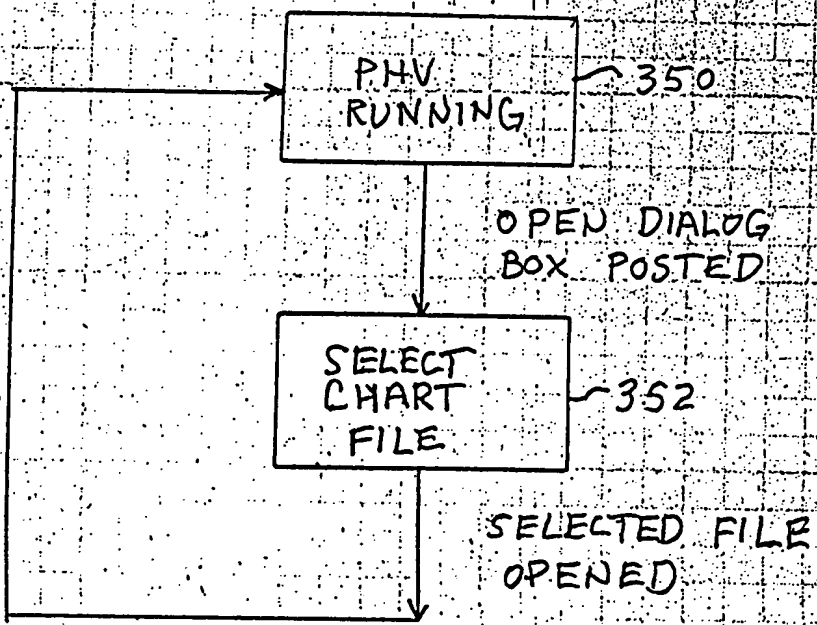 PHV
RUNNING
350
OPEN DIALOG
BOX POSTED
SELECT
CHART
FILE
352
SELECTED FILE
OPENED